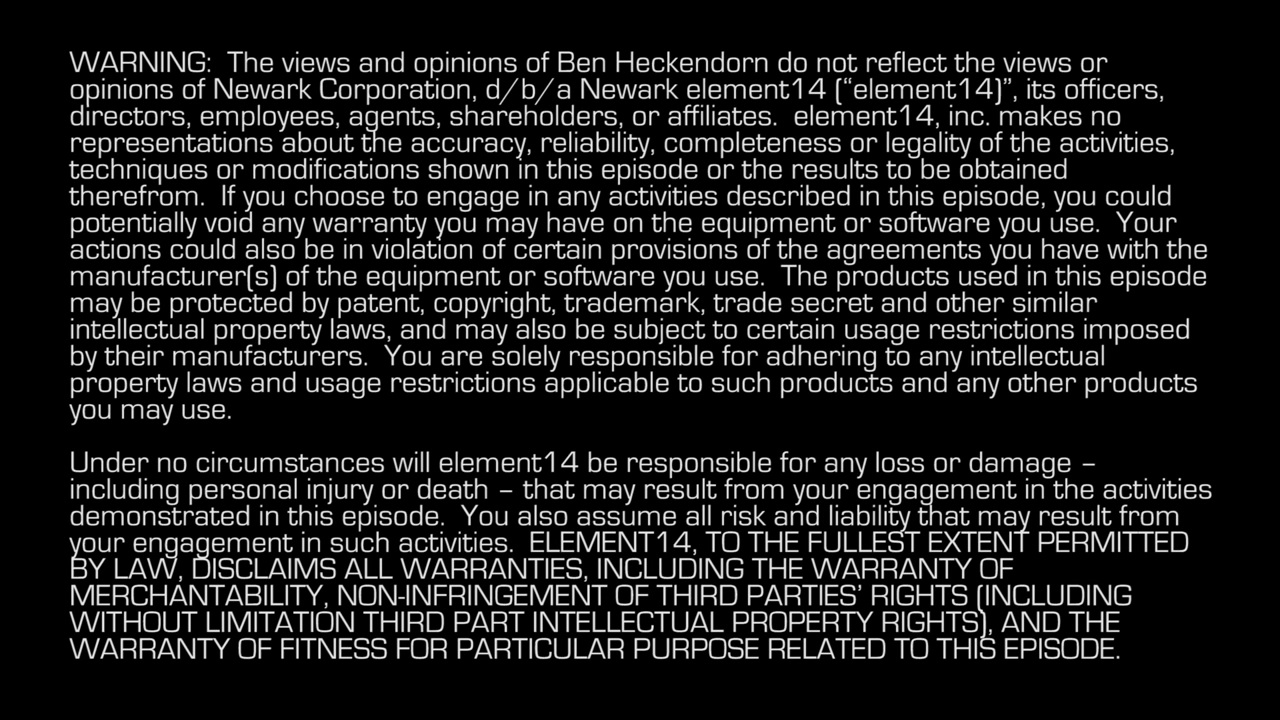 WARNING:  The views and opinions of Ben Heckendorn do not reflect the views or
opinions of Newark Corporation, d/b/a Newark element14 (“element14)”, its officers,
directors, employees, agents, shareholders, or affiliates.  element14, inc. makes no
representations about the accuracy, reliability, completeness or legality of the activities,
techniques or modifications shown in this episode or the results to be obtained
therefrom.  If you choose to engage in any activities described in this episode, you could
potentially void any warranty you may have on the equipment or software you use.  Your
actions could also be in violation of certain provisions of the agreements you have with the
manufacturer(s) of the equipment or software you use.  The products used in this episode
may be protected by patent, copyright, trademark, trade secret and other similar
intellectual property laws, and may also be subject to certain usage restrictions imposed
by their manufacturers.  You are solely responsible for adhering to any intellectual
property laws and usage restrictions applicable to such products and any other products
you may use.

Under no circumstances will element14 be responsible for any loss or damage –
including personal injury or death – that may result from your engagement in the activities
demonstrated in this episode.  You also assume all risk and liability that may result from
your engagement in such activities.  ELEMENT14, TO THE FULLEST EXTENT PERMITTED
BY LAW, DISCLAIMS ALL WARRANTIES, INCLUDING THE WARRANTY OF
MERCHANTABILITY, NON-INFRINGEMENT OF THIRD PARTIES’ RIGHTS (INCLUDING
WITHOUT LIMITATION THIRD PART INTELLECTUAL PROPERTY RIGHTS), AND THE
WARRANTY OF FITNESS FOR PARTICULAR PURPOSE RELATED TO THIS EPISODE.